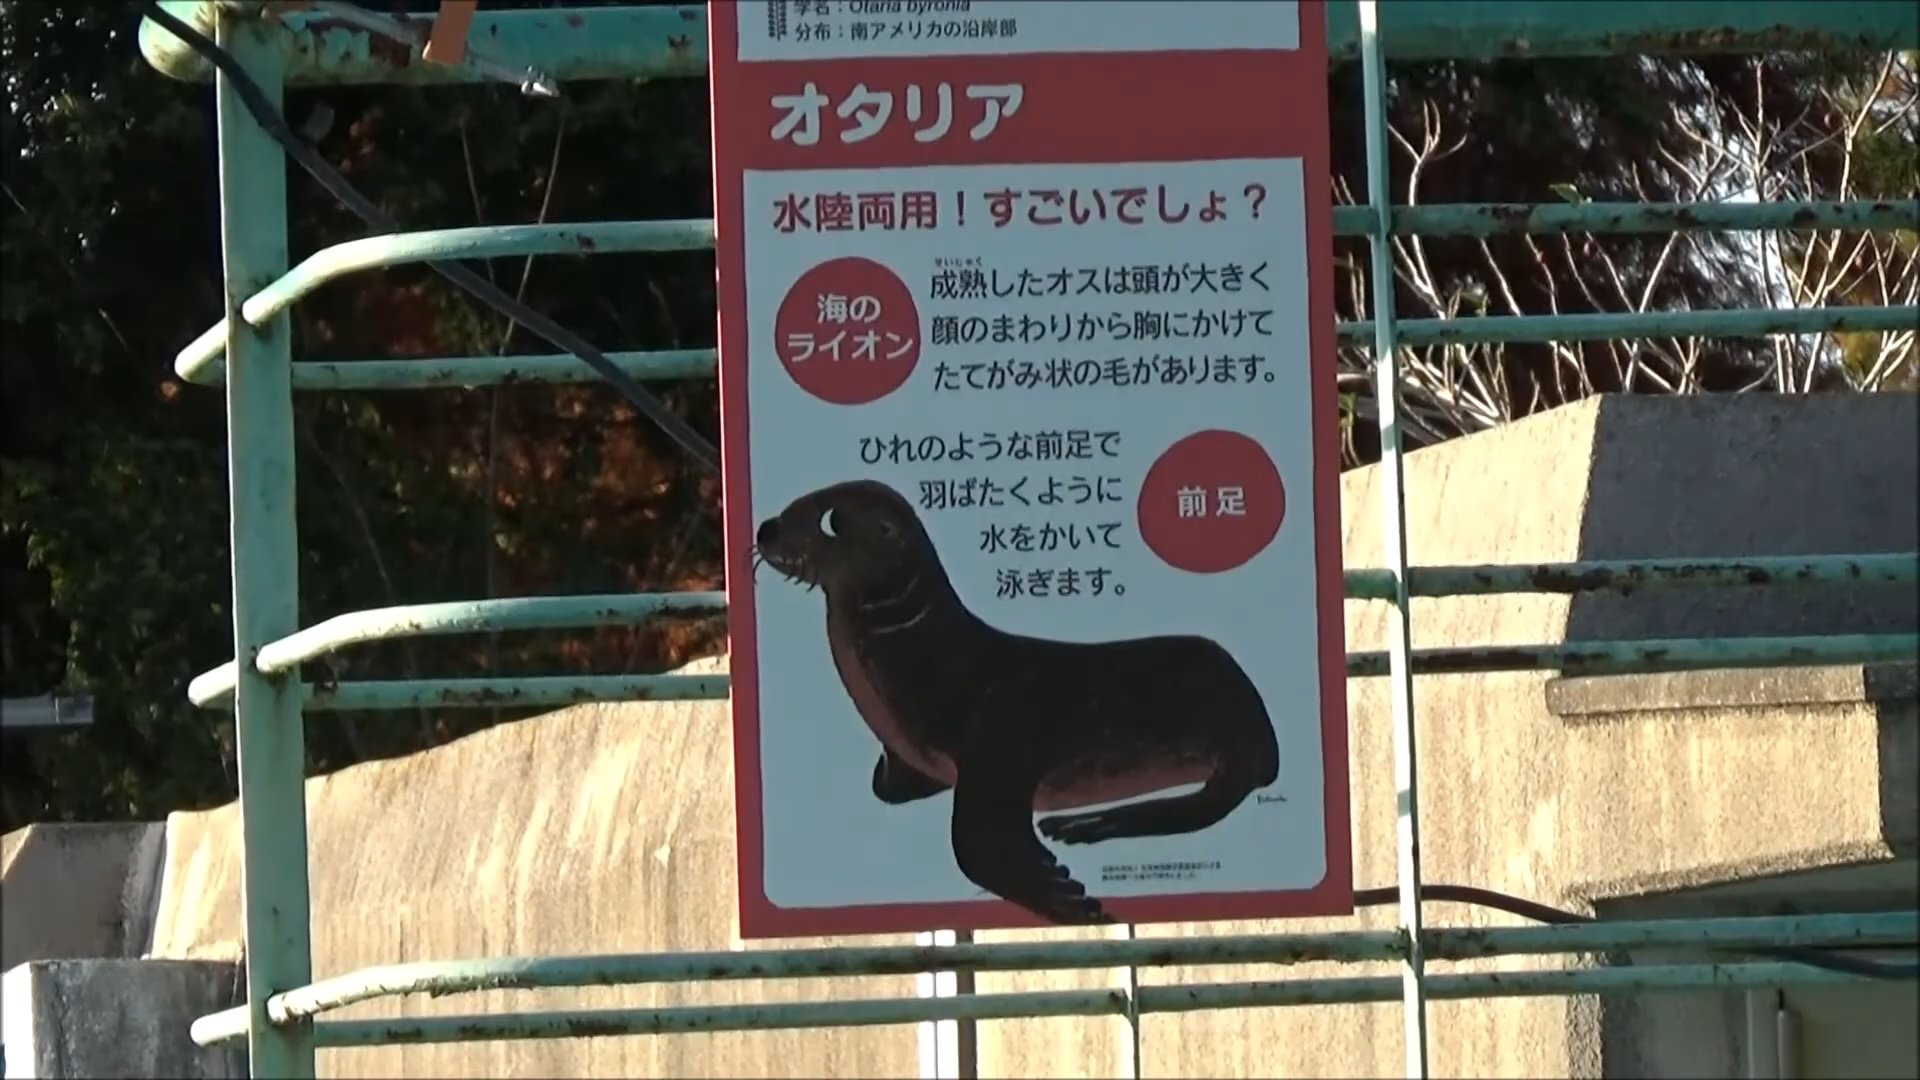 学名：Otaria byronia
分布：南アメリカの沿岸部
オタリア
水陸両用！すごいでしょ？
海の
ライオン
せいじゅく
成熟したオスは頭が大きく
顔のまわりから胸にかけて
たてがみ状の毛があります。
ひれのような前足で
羽ばたくように
水をかいて
泳ぎます。
前足